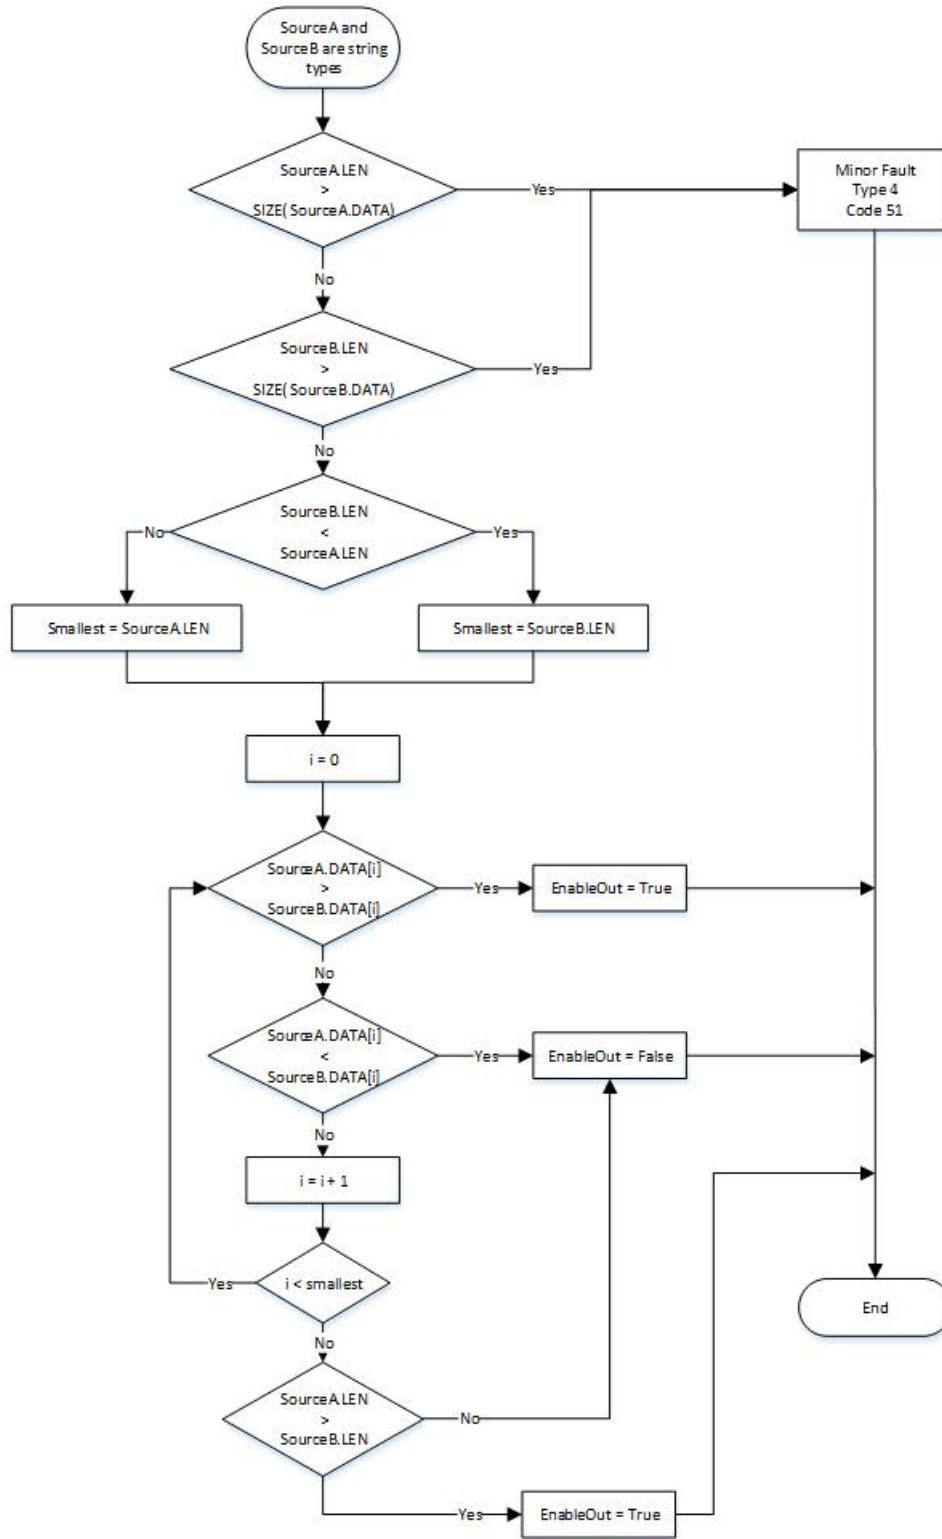 SourceA and
SourceB are string
types
SourceA.LEN
>
SIZE( SourceA.DATA)
Yes
Minor Fault
Type 4
Code 51
No
SourceB.LEN
>
SIZE( SourceB.DATA)
Yes
No
SourceB.LEN
<
SourceA.LEN
No
Yes
Smallest = SourceA.LEN
Smallest = SourceB.LEN
i = 0
SourceA.DATA[i]
>
SourceB.DATA[i]
Yes
EnableOut = True
No
SourceA.DATA[i]
<
SourceB.DATA[i]
Yes
EnableOut = False
No
i = i + 1
i < smallest
Yes
End
No
SourceA.LEN
>
SourceB.LEN
No
Yes
EnableOut = True